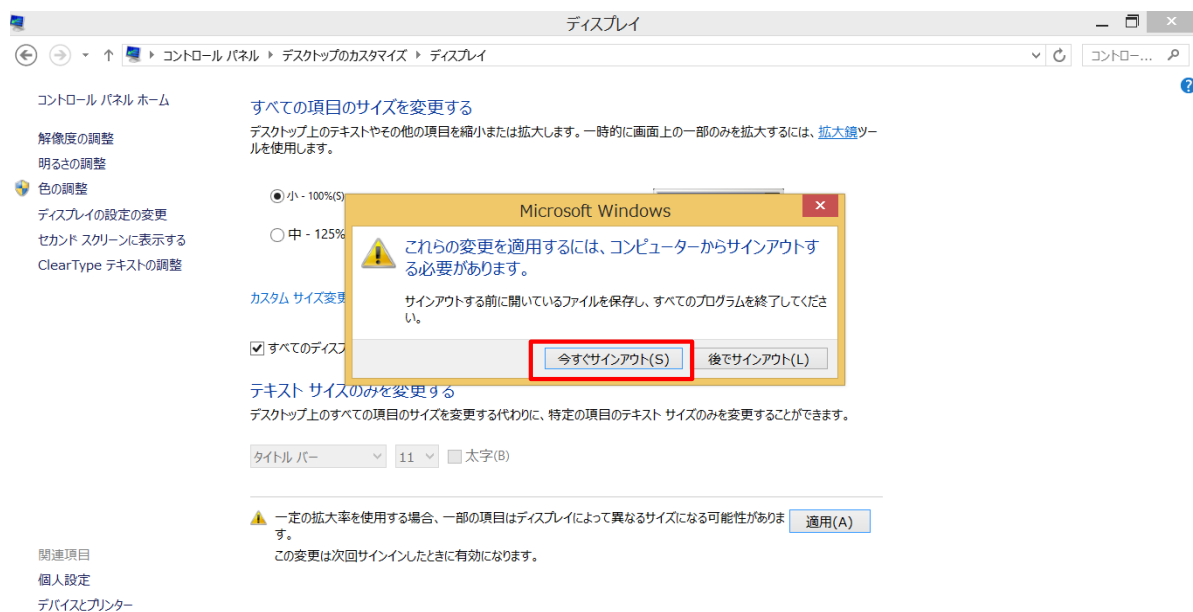 ディスプレイ
コントロール パネル ▸ デスクトップのカスタマイズ ▸ ディスプレイ
コントロー...
コントロール パネル ホーム
解像度の調整
明るさの調整
色の調整
ディスプレイの設定の変更
セカンド スクリーンに表示する
ClearType テキストの調整
すべての項目のサイズを変更する
デスクトップ上のテキストやその他の項目を縮小または拡大します。一時的に画面上の一部のみを拡大するには、拡大鏡ツー
ルを使用します。
小 - 100%(S)
中 - 125%
カスタム サイズ変更
すべてのディスプ
Microsoft Windows
これらの変更を適用するには、コンピューターからサインアウトす
る必要があります。
サインアウトする前に開いているファイルを保存し、すべてのプログラムを終了してくださ
い。
今すぐサインアウト(S)
後でサインアウト(L)
テキスト サイズのみを変更する
デスクトップ上のすべての項目のサイズを変更する代わりに、特定の項目のテキスト サイズのみを変更することができます。
タイトル バー
11
太字(B)
一定の拡大率を使用する場合、一部の項目はディスプレイによって異なるサイズになる可能性がありま
す。
この変更は次回サインインしたときに有効になります。
適用(A)
関連項目
個人設定
デバイスとプリンター